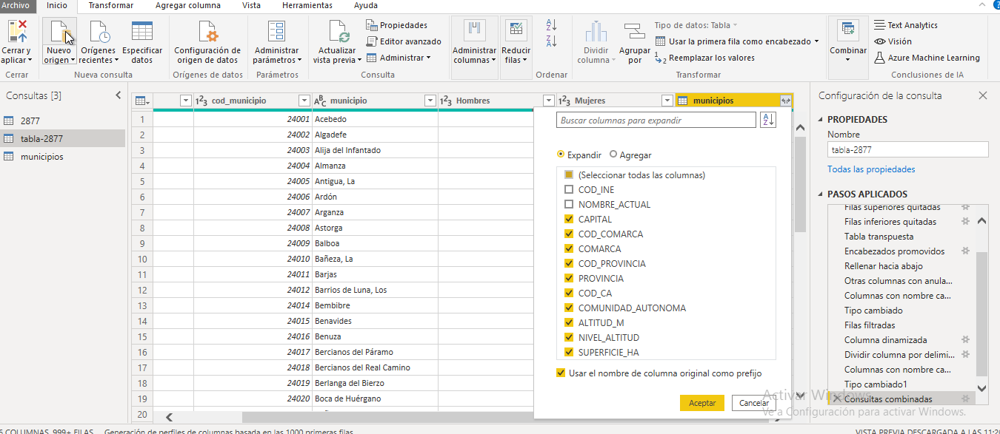 Archivo Inicio Transformar Agregar columna Vista Herramientas Ayuda
Cerrar y aplicar
Nuevo origen
Orígenes recientes
Especificar datos
Configuración de origen de datos
Administrar parámetros
Actualizar vista previa
Propiedades
Editor avanzado
Administrar
Administrar columnas
Reducir filas
Dividir columna
Agrupar por
Tipo de datos: Tabla
Usar la primera fila como encabezado
Reemplazar los valores
Combinar
Text Analytics
Visión
Azure Machine Learning
Cerrar Nueva consulta Orígenes de datos Parámetros Consulta Ordenar Transformar Conclusiones de IA
Consultas [3]
2877
tabla-2877
municipios
cod_municipio municipio Hombres Mujeres municipios
1 24001 Acebedo
2 24002 Algadefe
3 24003 Alija del Infantado
4 24004 Almanza
5 24005 Antigua, La
6 24006 Ardón
7 24007 Arganza
8 24008 Astorga
9 24009 Balboa
10 24010 Bañeza, La
11 24011 Barjas
12 24012 Barrios de Luna, Los
13 24014 Bembibre
14 24015 Benavides
15 24016 Benuza
16 24017 Bercianos del Páramo
17 24018 Bercianos del Real Camino
18 24019 Berlanga del Bierzo
19 24020 Boca de Huérgano
20
Buscar columnas para expandir
Expandir Agregar
(Seleccionar todas las columnas)
COD_INE
NOMBRE_ACTUAL
CAPITAL
COD_COMARCA
COMARCA
COD_PROVINCIA
PROVINCIA
COD_CA
COMUNIDAD_AUTONOMA
ALTITUD_M
NIVEL_ALTITUD
SUPERFICIE_HA
Usar el nombre de columna original como prefijo
Aceptar Cancelar
Configuración de la consulta
PROPIEDADES
Nombre
tabla-2877
Todas las propiedades
PASOS APLICADOS
Filas superiores quitadas
Filas inferiores quitadas
Tabla transpuesta
Encabezados promovidos
Rellenar hacia abajo
Otras columnas con anula...
Columnas con nombre ca...
Tipo cambiado
Filas filtradas
Columna dinamizada
Dividir columna por delimi...
Columnas con nombre ca...
Tipo cambiado1
Consultas combinadas
Activar Windows
Ve a Configuración para activar Windows.
COLUMNAS, 999+ FILAS Generación de perfiles de columnas basada en las 1000 primeras filas
VISTA PREVIA DESCARGADA A LAS